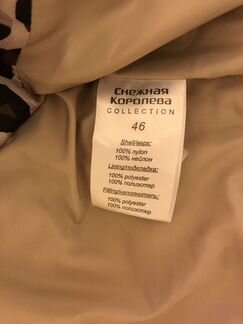 Снежная
Королева
COLLECTION
46
Shell/верх:
100% nylon
100% нейлон
Lining/подкладка:
100% polyester
100% полиэстер
Filling/наполнитель:
100% polyester
100% полиэстер